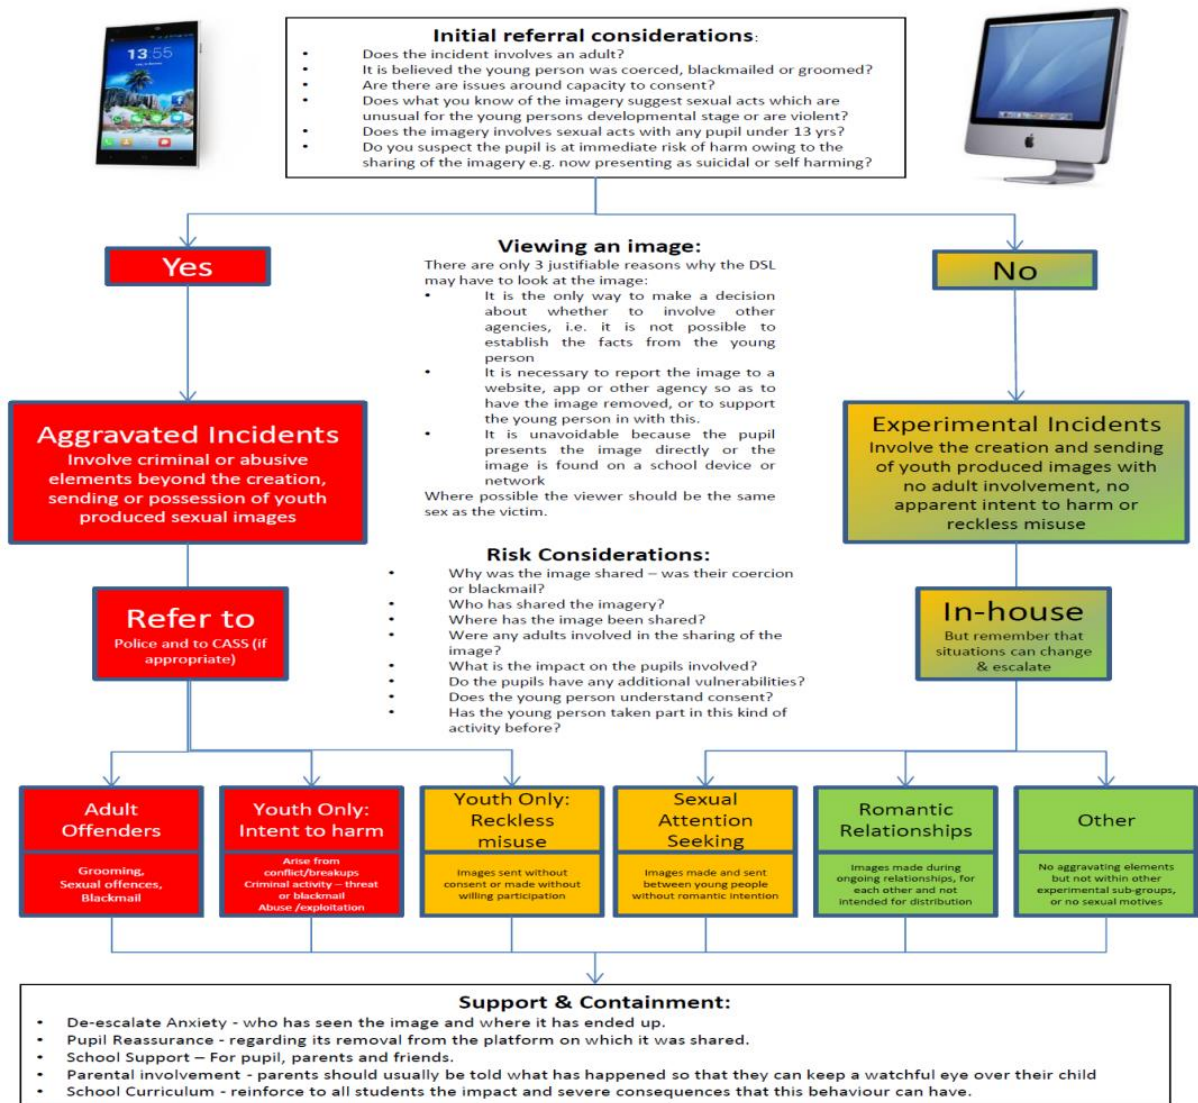 13:55
Initial referral considerations:
• Does the incident involves an adult?
• It is believed the young person was coerced, blackmailed or groomed?
• Are there are issues around capacity to consent?
• Does what you know of the imagery suggest sexual acts which are
unusual for the young persons developmental stage or are violent?
• Does the imagery involves sexual acts with any pupil under 13 yrs?
• Do you suspect the pupil is at immediate risk of harm owing to the
sharing of the imagery e.g. now presenting as suicidal or self harming?
Yes
No
Viewing an image:
There are only 3 justifiable reasons why the DSL
may have to look at the image:
• It is the only way to make a decision
about whether to involve other
agencies, i.e. it is not possible to
establish the facts from the young
person
• It is necessary to report the image to a
website, app or other agency so as to
have the image removed, or to support
the young person in with this.
• It is unavoidable because the pupil
presents the image directly or the
image is found on a school device or
network
Where possible the viewer should be the same
sex as the victim.
Aggravated Incidents
Involve criminal or abusive
elements beyond the creation,
sending or possession of youth
produced sexual images
Experimental Incidents
Involve the creation and sending
of youth produced images with
no adult involvement, no
apparent intent to harm or
reckless misuse
Risk Considerations:
• Why was the image shared – was their coercion
or blackmail?
• Who has shared the imagery?
• Where has the image been shared?
• Were any adults involved in the sharing of the
image?
• What is the impact on the pupils involved?
• Do the pupils have any additional vulnerabilities?
• Does the young person understand consent?
• Has the young person taken part in this kind of
activity before?
Refer to
Police and to CASS (if
appropriate)
In-house
But remember that
situations can change
& escalate
Adult
Offenders
Grooming,
Sexual offences,
Blackmail
Youth Only:
Intent to harm
Arise from
conflict/breakups
Criminal activity – threat
or blackmail
Abuse /exploitation
Youth Only:
Reckless
misuse
Images sent without
consent or made without
willing participation
Sexual
Attention
Seeking
Images made and sent
between young people
without romantic intention
Romantic
Relationships
Images made during
ongoing relationships, for
each other and not
intended for distribution
Other
No aggravating elements
but not within other
experimental sub-groups,
or no sexual motives
Support & Containment:
• De-escalate Anxiety - who has seen the image and where it has ended up.
• Pupil Reassurance - regarding its removal from the platform on which it was shared.
• School Support – For pupil, parents and friends.
• Parental involvement - parents should usually be told what has happened so that they can keep a watchful eye over their child
• School Curriculum - reinforce to all students the impact and severe consequences that this behaviour can have.